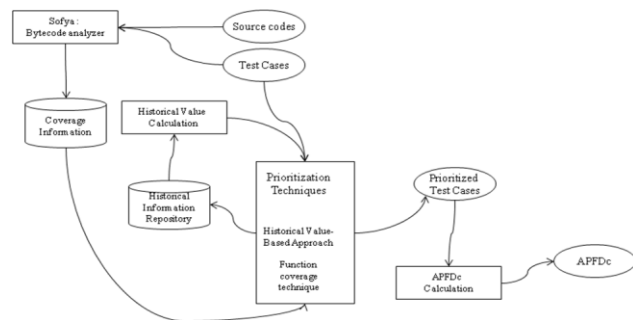 Sofya :
Bytecode analyzer
Source codes
Test Cases
Coverage
Information
Historical Value
Calculation
Historical
Information
Repository
Prioritization
Techniques
Historical Value-
Based Approach
Function
coverage
technique
Prioritized
Test Cases
APFDc
Calculation
APFDc